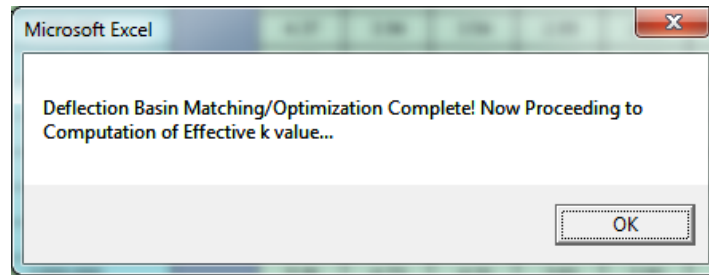 Microsoft Excel
Deflection Basin Matching/Optimization Complete! Now Proceeding to
Computation of Effective k value...
OK